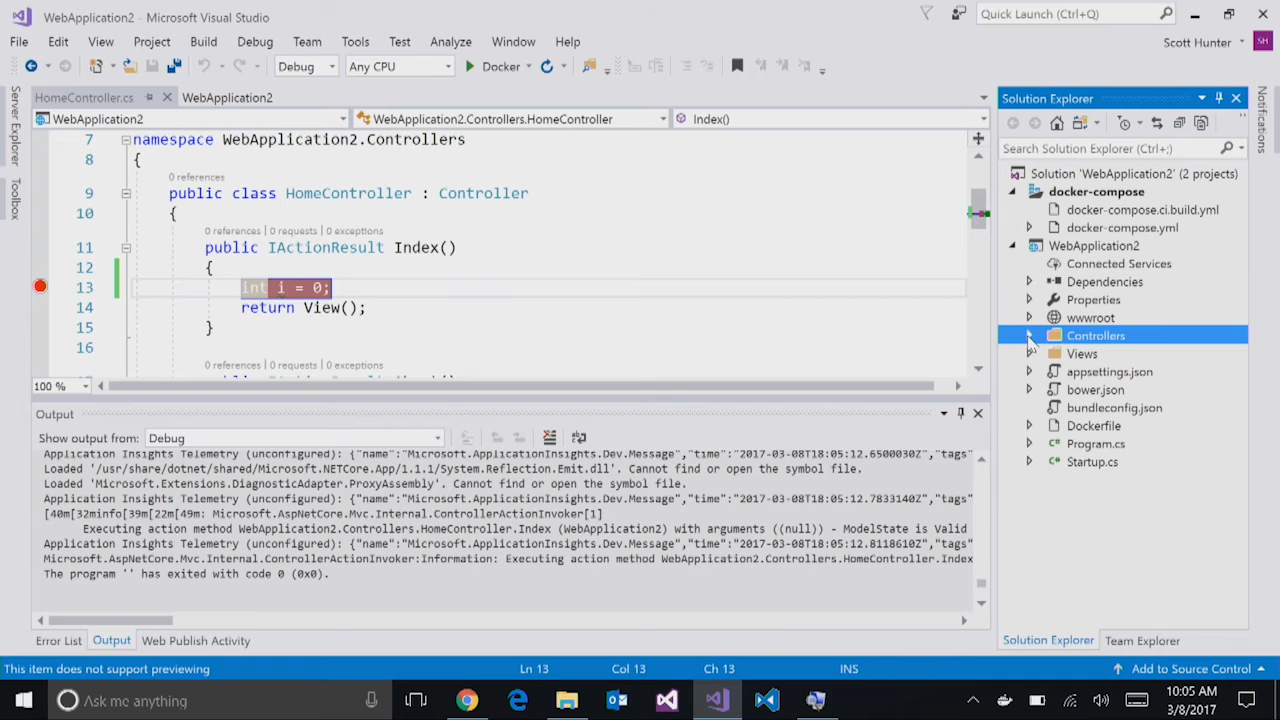 WebApplication2 - Microsoft Visual Studio
Quick Launch (Ctrl+Q)
File Edit View Project Build Debug Team Tools Test Analyze Window Help
Scott Hunter
SH
Debug Any CPU Docker
HomeController.cs WebApplication2
WebApplication2 WebApplication2.Controllers.HomeController Index()
Server Explorer
Toolbox
7 namespace WebApplication2.Controllers
8 {
0 references
9 public class HomeController : Controller
10 {
0 references | 0 requests | 0 exceptions
11 public IActionResult Index()
12 {
13 int i = 0;
14 return View();
15 }
16
0 references | 0 requests | 0 exceptions
100 %
Output
Show output from: Debug
Application Insights Telemetry (unconfigured): {"name":"Microsoft.ApplicationInsights.Dev.Message","time":"2017-03-08T18:05:12.6500030Z","tags"
Loaded '/usr/share/dotnet/shared/Microsoft.NETCore.App/1.1.1/System.Reflection.Emit.dll'. Cannot find or open the symbol file.
Loaded 'Microsoft.Extensions.DiagnosticAdapter.ProxyAssembly'. Cannot find or open the symbol file.
Application Insights Telemetry (unconfigured): {"name":"Microsoft.ApplicationInsights.Dev.Message","time":"2017-03-08T18:05:12.7833140Z","tags"
[40m[32minfo[39m[22m[49m: Microsoft.AspNetCore.Mvc.Internal.ControllerActionInvoker[1]
Executing action method WebApplication2.Controllers.HomeController.Index (WebApplication2) with arguments ((null)) - ModelState is Valid
Application Insights Telemetry (unconfigured): {"name":"Microsoft.ApplicationInsights.Dev.Message","time":"2017-03-08T18:05:12.8118610Z","tags"
Microsoft.AspNetCore.Mvc.Internal.ControllerActionInvoker:Information: Executing action method WebApplication2.Controllers.HomeController.Index
The program '' has exited with code 0 (0x0).
Error List Output Web Publish Activity
Solution Explorer
Search Solution Explorer (Ctrl+;)
Solution 'WebApplication2' (2 projects)
docker-compose
docker-compose.ci.build.yml
docker-compose.yml
WebApplication2
Connected Services
Dependencies
Properties
wwwroot
Controllers
Views
appsettings.json
bower.json
bundleconfig.json
Dockerfile
Program.cs
Startup.cs
Solution Explorer Team Explorer
Notifications
This item does not support previewing Ln 13 Col 13 Ch 13 INS Add to Source Control
Ask me anything
10:05 AM
3/8/2017